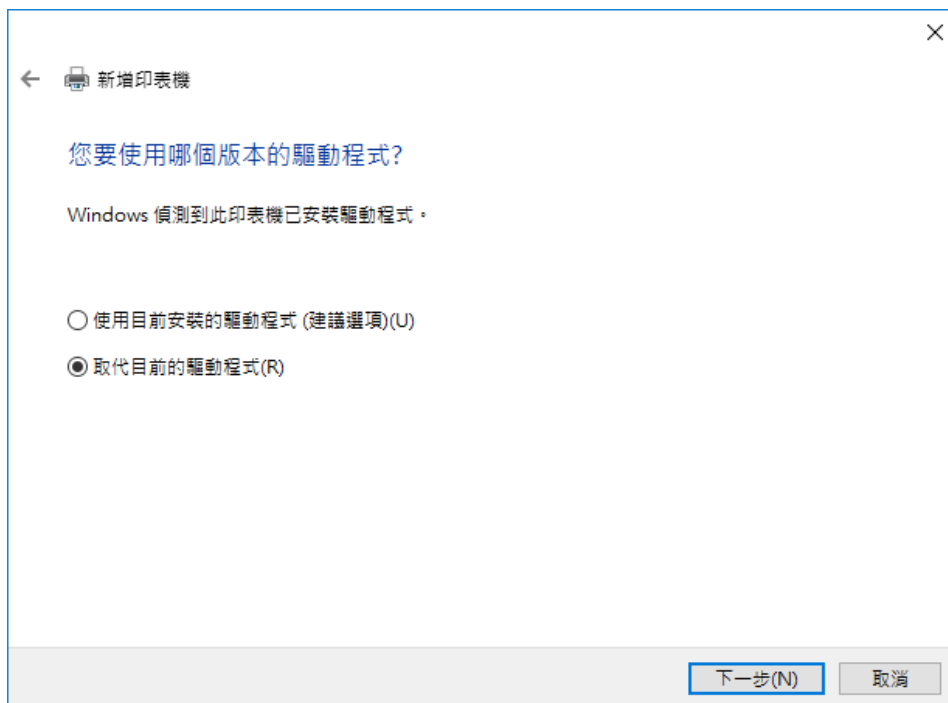 新增印表機
您要使用哪個版本的驅動程式?
Windows 偵測到此印表機已安裝驅動程式。
使用目前安裝的驅動程式 (建議選項)(U)
取代目前的驅動程式(R)
下一步(N)
取消